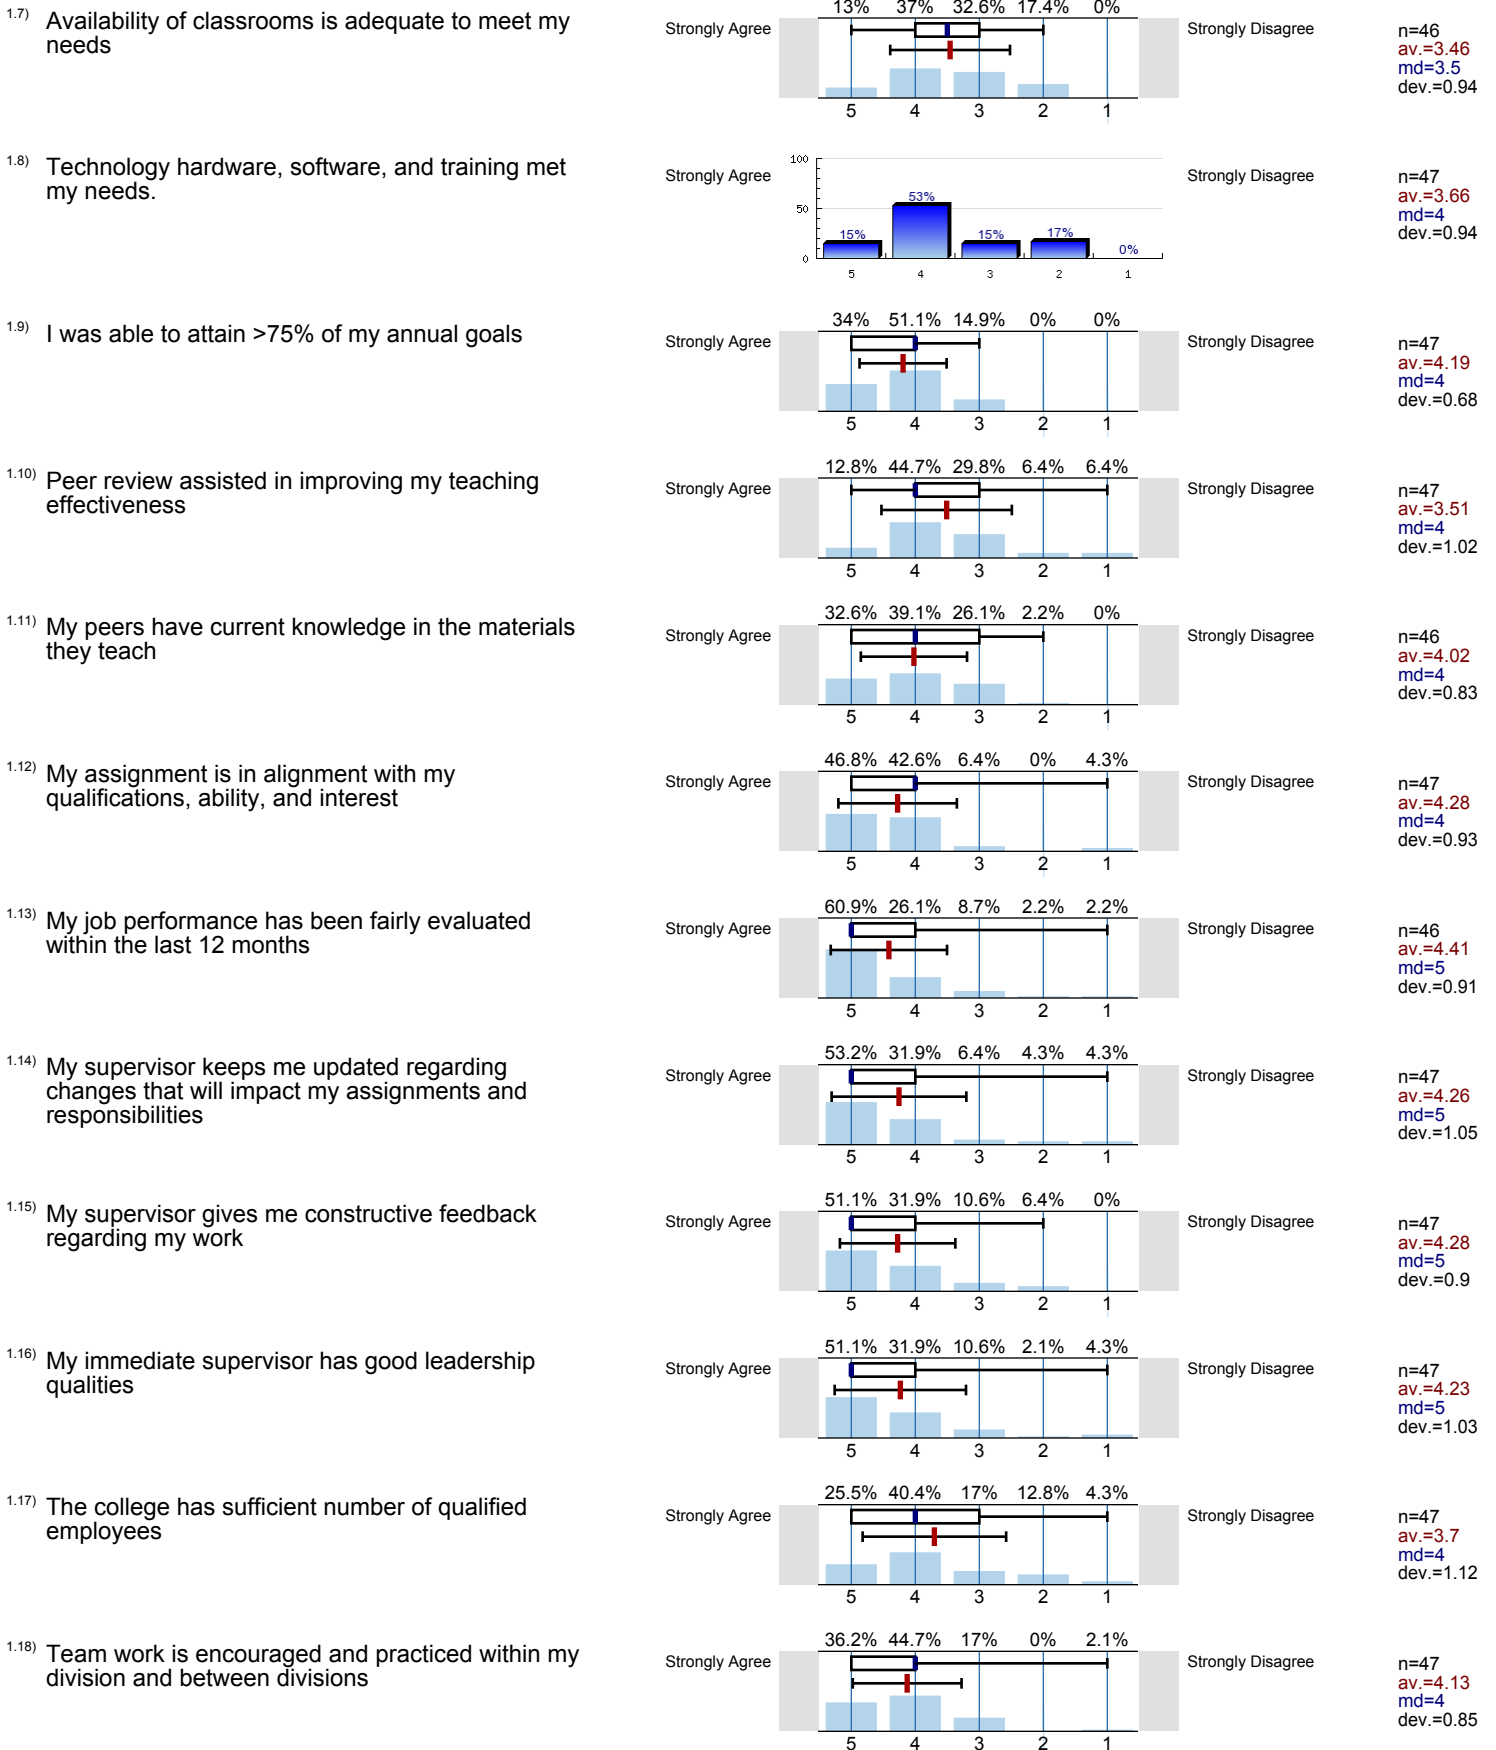 1.7) Availability of classrooms is adequate to meet my
needs
Strongly Agree
13% 37% 32.6% 17.4% 0%
5 4 3 2 1
Strongly Disagree
n=46
av.=3.46
md=3.5
dev.=0.94
1.8) Technology hardware, software, and training met
my needs.
Strongly Agree
100
50
0
15% 53% 15% 17% 0%
5 4 3 2 1
Strongly Disagree
n=47
av.=3.66
md=4
dev.=0.94
1.9) I was able to attain >75% of my annual goals
Strongly Agree
34% 51.1% 14.9% 0% 0%
5 4 3 2 1
Strongly Disagree
n=47
av.=4.19
md=4
dev.=0.68
1.10) Peer review assisted in improving my teaching
effectiveness
Strongly Agree
12.8% 44.7% 29.8% 6.4% 6.4%
5 4 3 2 1
Strongly Disagree
n=47
av.=3.51
md=4
dev.=1.02
1.11) My peers have current knowledge in the materials
they teach
Strongly Agree
32.6% 39.1% 26.1% 2.2% 0%
5 4 3 2 1
Strongly Disagree
n=46
av.=4.02
md=4
dev.=0.83
1.12) My assignment is in alignment with my
qualifications, ability, and interest
Strongly Agree
46.8% 42.6% 6.4% 0% 4.3%
5 4 3 2 1
Strongly Disagree
n=47
av.=4.28
md=4
dev.=0.93
1.13) My job performance has been fairly evaluated
within the last 12 months
Strongly Agree
60.9% 26.1% 8.7% 2.2% 2.2%
5 4 3 2 1
Strongly Disagree
n=46
av.=4.41
md=5
dev.=0.91
1.14) My supervisor keeps me updated regarding
changes that will impact my assignments and
responsibilities
Strongly Agree
53.2% 31.9% 6.4% 4.3% 4.3%
5 4 3 2 1
Strongly Disagree
n=47
av.=4.26
md=5
dev.=1.05
1.15) My supervisor gives me constructive feedback
regarding my work
Strongly Agree
51.1% 31.9% 10.6% 6.4% 0%
5 4 3 2 1
Strongly Disagree
n=47
av.=4.28
md=5
dev.=0.9
1.16) My immediate supervisor has good leadership
qualities
Strongly Agree
51.1% 31.9% 10.6% 2.1% 4.3%
5 4 3 2 1
Strongly Disagree
n=47
av.=4.23
md=5
dev.=1.03
1.17) The college has sufficient number of qualified
employees
Strongly Agree
25.5% 40.4% 17% 12.8% 4.3%
5 4 3 2 1
Strongly Disagree
n=47
av.=3.7
md=4
dev.=1.12
1.18) Team work is encouraged and practiced within my
division and between divisions
Strongly Agree
36.2% 44.7% 17% 0% 2.1%
5 4 3 2 1
Strongly Disagree
n=47
av.=4.13
md=4
dev.=0.85